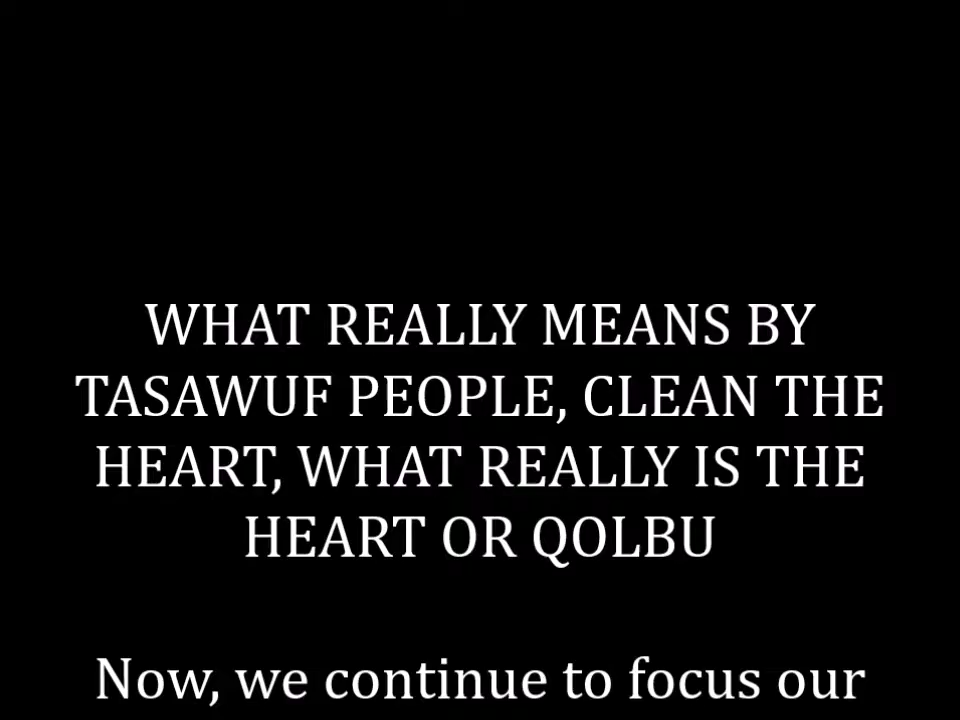 WHAT REALLY MEANS BY
TASAWUF PEOPLE, CLEAN THE
HEART, WHAT REALLY IS THE
HEART OR QOLBU
Now, we continue to focus our